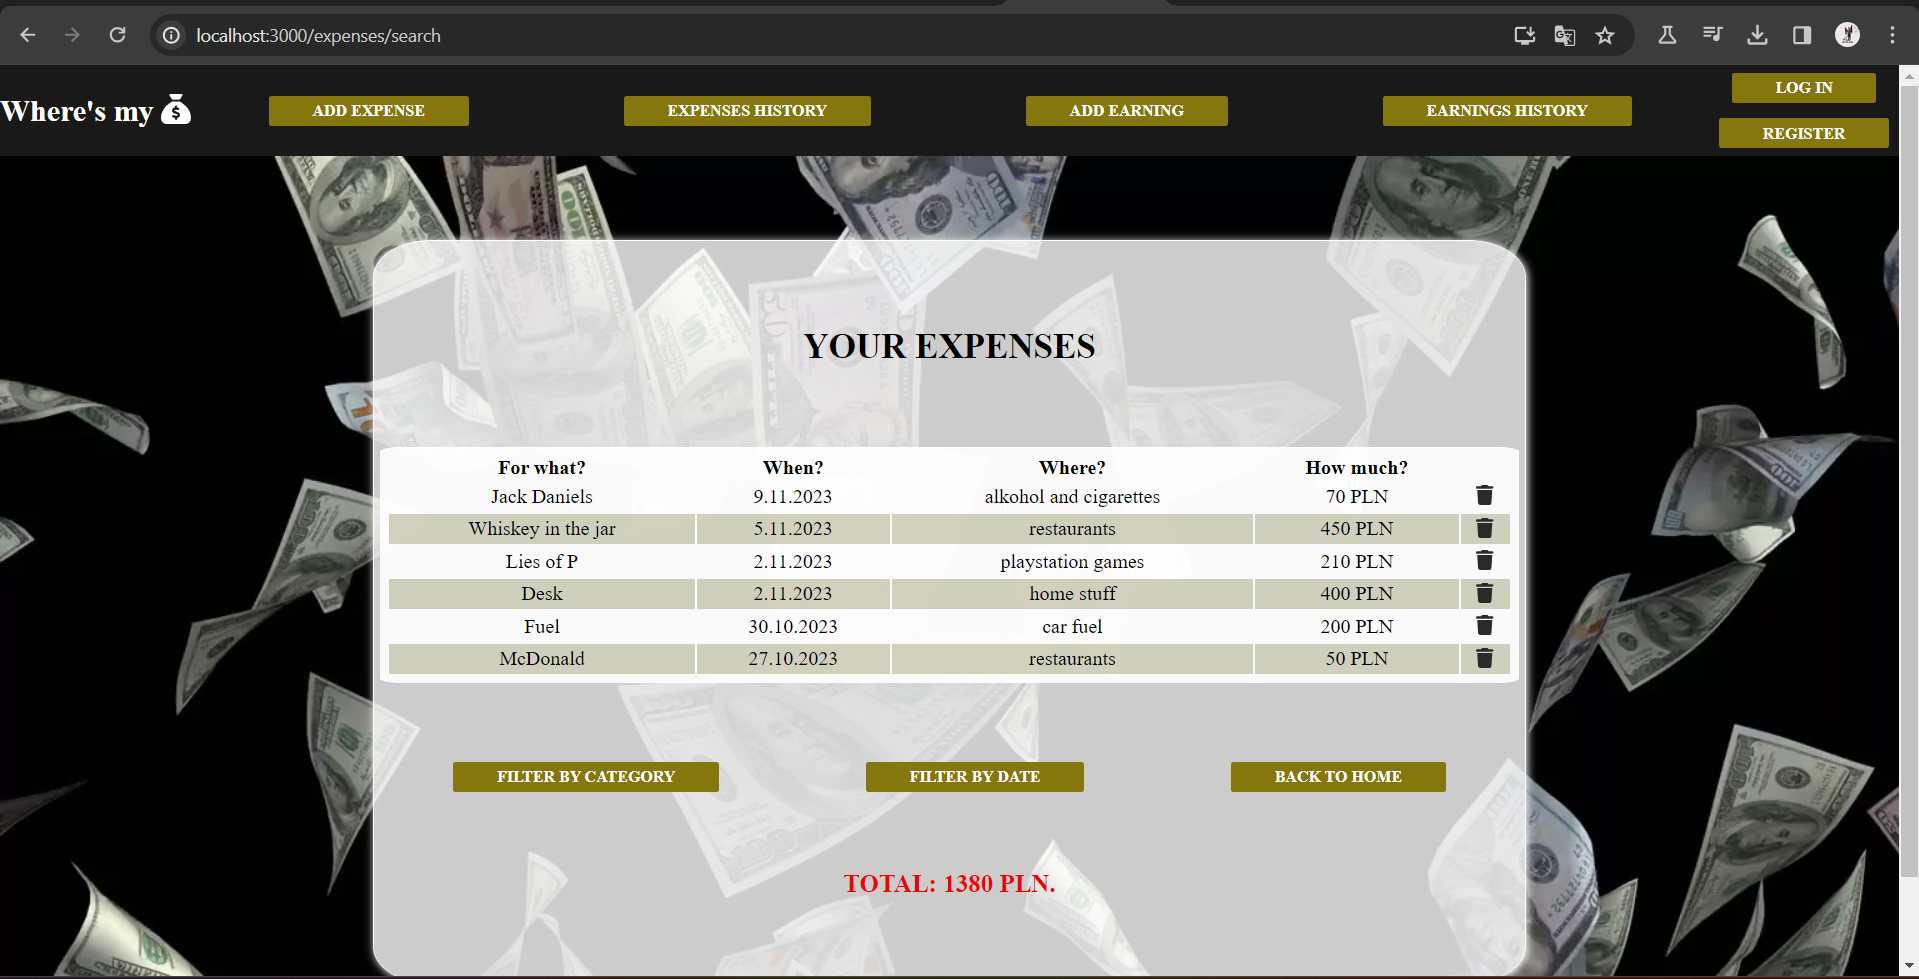 localhost:3000/expenses/search
Where's my
ADD EXPENSE
EXPENSES HISTORY
ADD EARNING
EARNINGS HISTORY
LOG IN
REGISTER
YOUR EXPENSES
For what? When? Where? How much?
Jack Daniels 9.11.2023 alkohol and cigarettes 70 PLN
Whiskey in the jar 5.11.2023 restaurants 450 PLN
Lies of P 2.11.2023 playstation games 210 PLN
Desk 2.11.2023 home stuff 400 PLN
Fuel 30.10.2023 car fuel 200 PLN
McDonald 27.10.2023 restaurants 50 PLN
FILTER BY CATEGORY
FILTER BY DATE
BACK TO HOME
TOTAL: 1380 PLN.